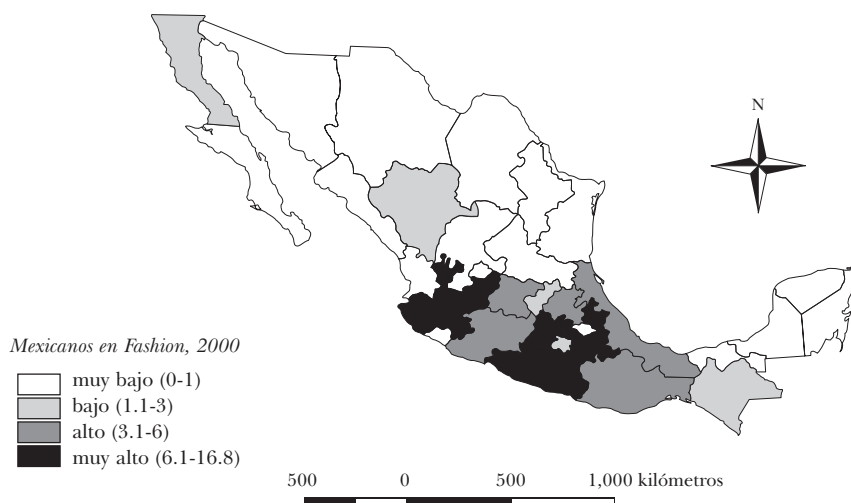 N
Mexicanos en Fashion, 2000
muy bajo (0-1)
bajo (1.1-3)
alto (3.1-6)
muy alto (6.1-16.8)
500 0 500 1,000 kilómetros